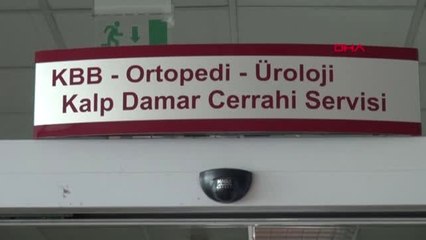 DHA
KBB - Ortopedi - Üroloji
Kalp Damar Cerrahi Servisi